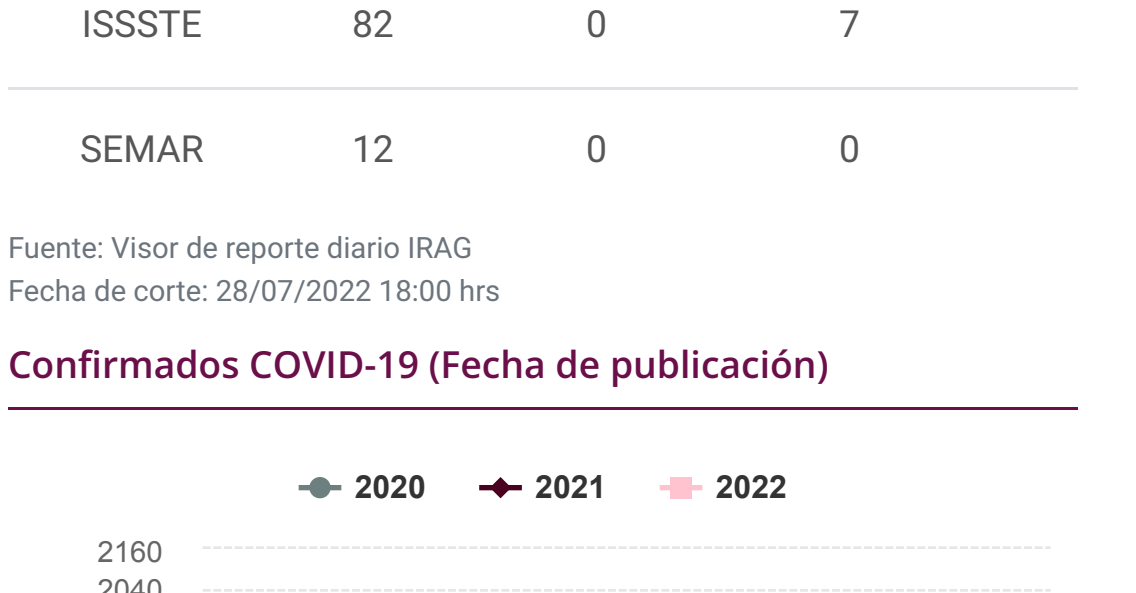 ISSSTE 82 0 7
SEMAR 12 0 0
Fuente: Visor de reporte diario IRAG
Fecha de corte: 28/07/2022 18:00 hrs
Confirmados COVID-19 (Fecha de publicación)
2020 2021 2022
2160
2040